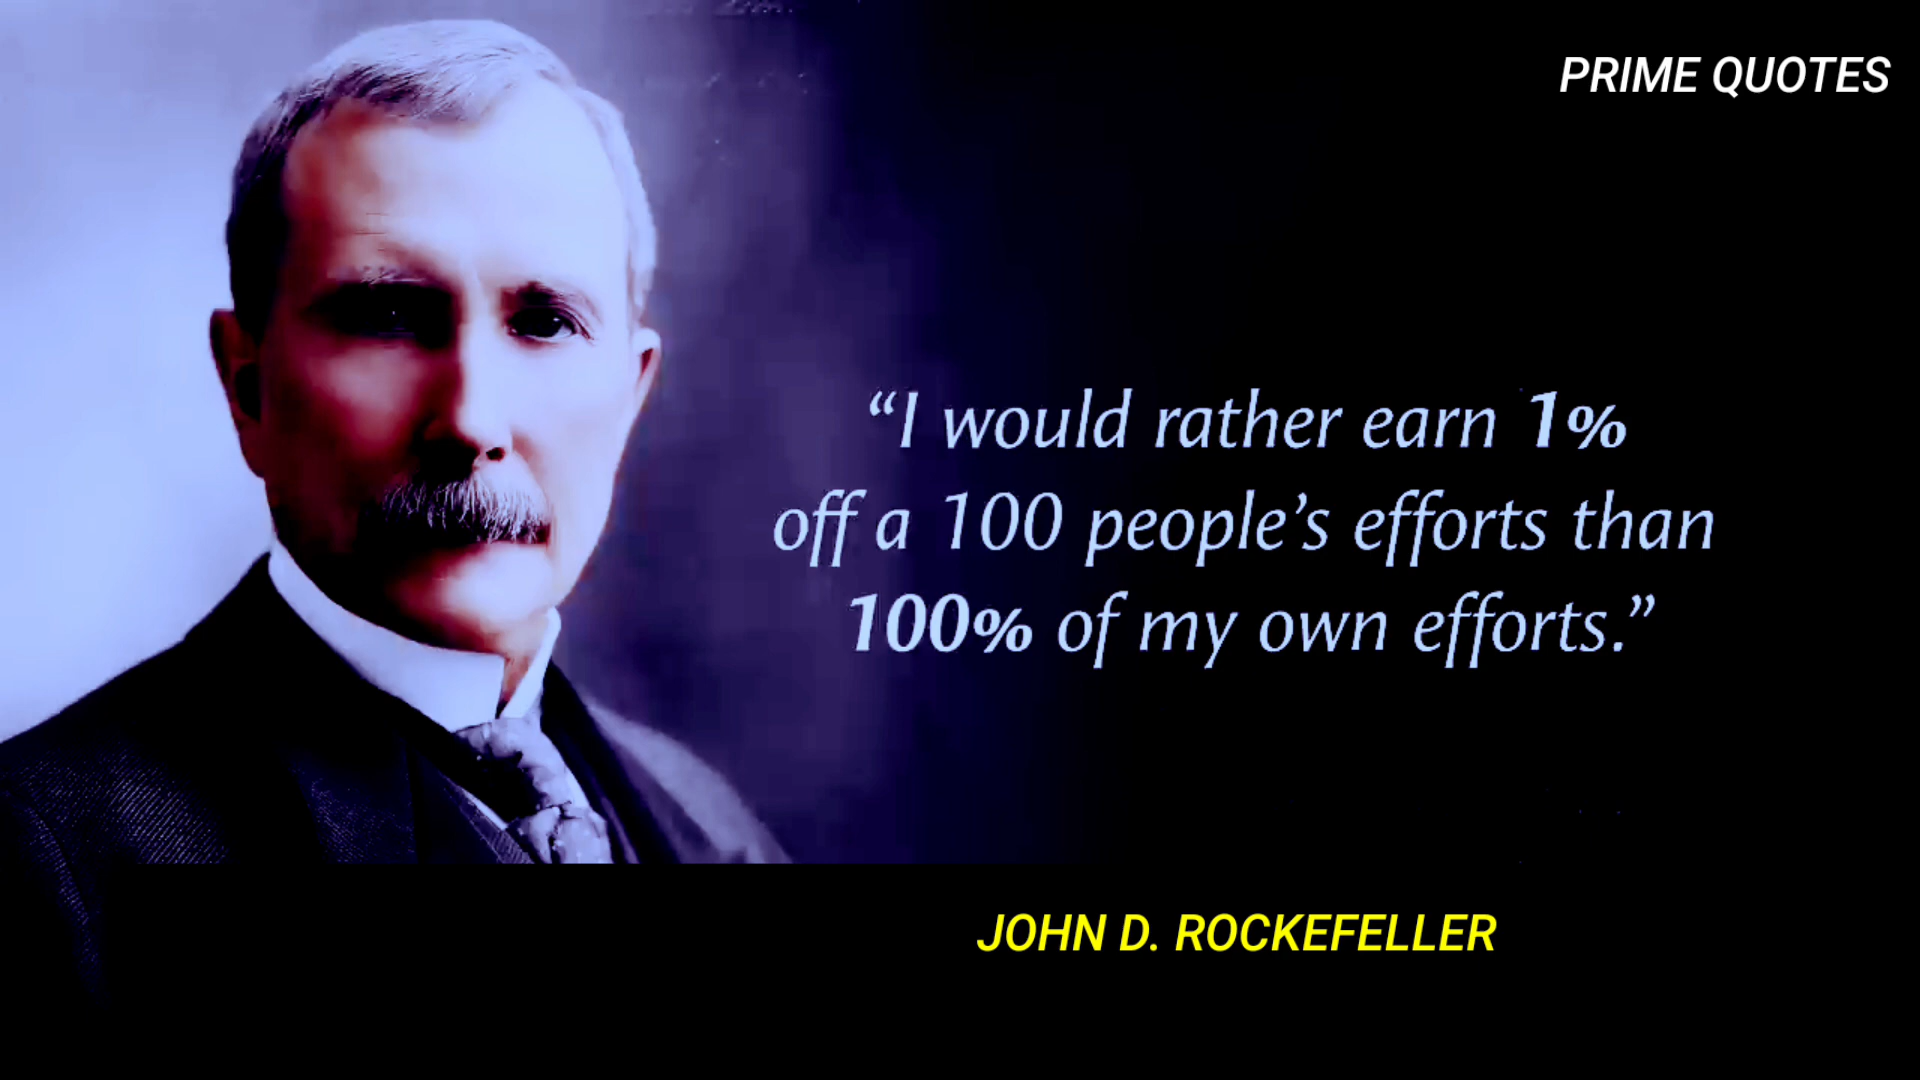 PRIME QUOTES
“I would rather earn 1%
off a 100 people’s efforts than
100% of my own efforts.”
JOHN D. ROCKEFELLER